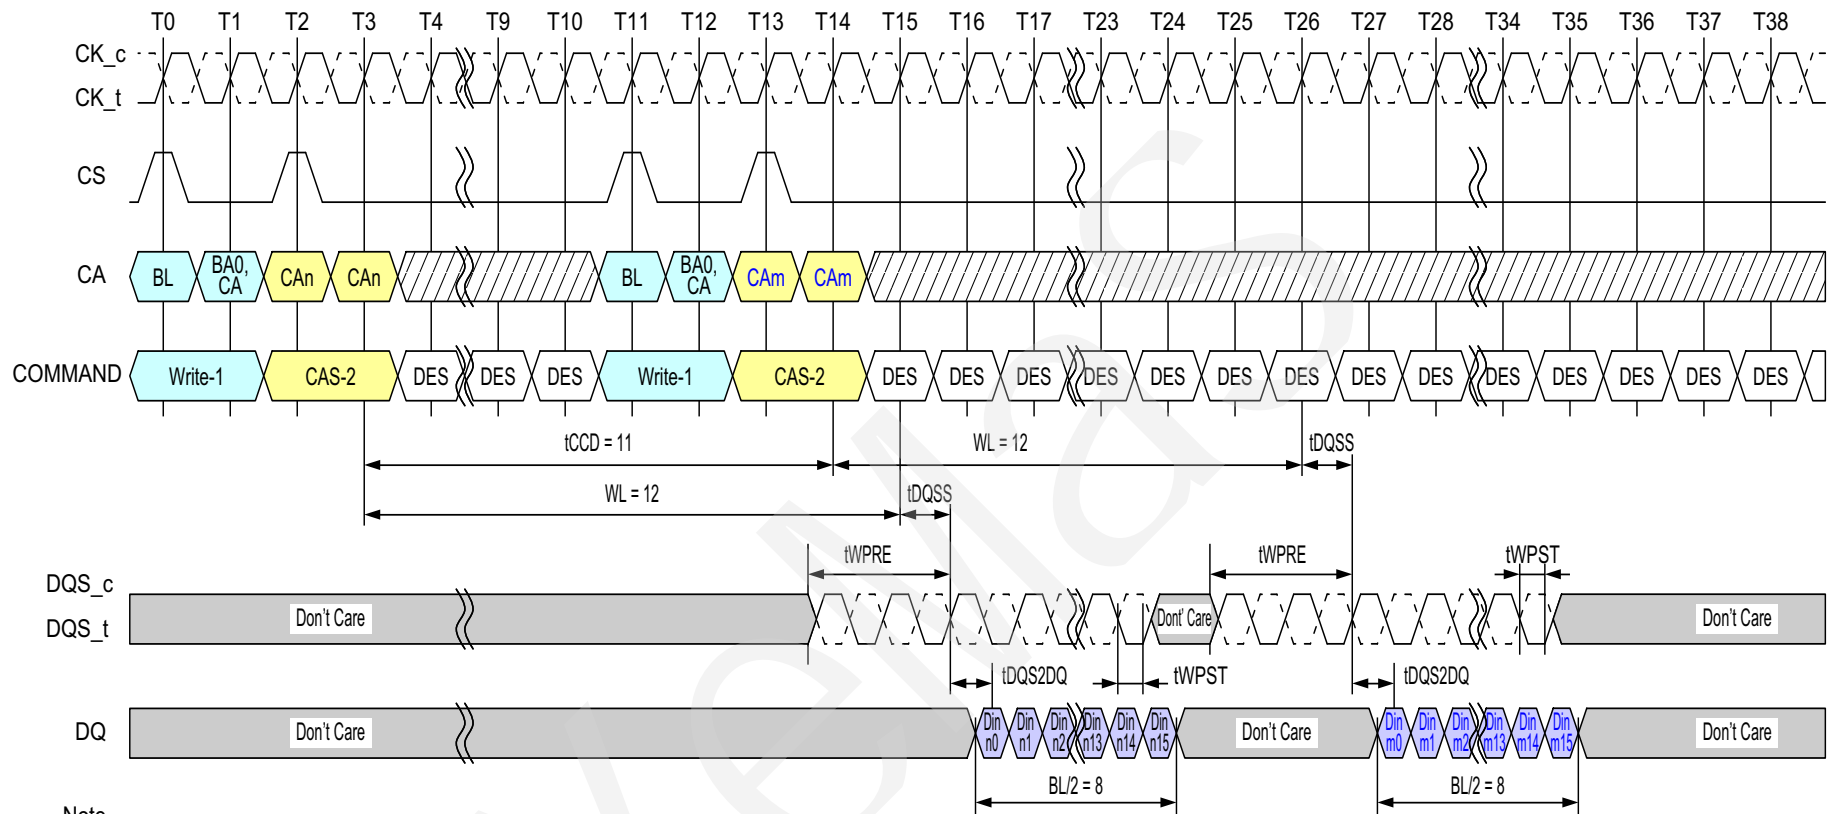 T0 T1 T2 T3 T4 T9 T10 T11 T12 T13 T14 T15 T16 T17 T23 T24 T25 T26 T27 T28 T34 T35 T36 T37 T38
CK_c
CK_t
CS
CA BL BA0, CA CAn CAn BL BA0, CA CAm CAm
COMMAND Write-1 CAS-2 DES DES DES Write-1 CAS-2 DES DES DES DES DES DES DES DES DES DES DES DES DES DES
tCCD = 11 WL = 12 tDQSS
WL = 12 tDQSS
tWPRE tWPRE tWPST
DQS_c
Don't Care Dont' Care Don't Care
DQS_t
tDQS2DQ tWPST tDQS2DQ
DQ Don't Care Din n0 Din n1 Din n2 Din n13 Din n14 Din n15 Don't Care Din m0 Din m1 Din m2 Din m13 Din m14 Din m15 Don't Care
BL/2 = 8 BL/2 = 8